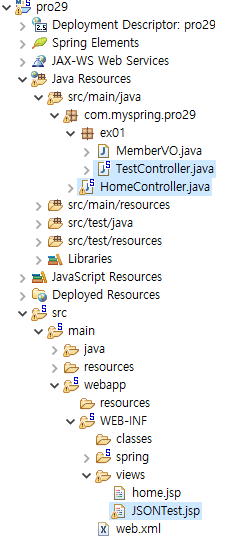 pro29
Deployment Descriptor: pro29
Spring Elements
JAX-WS Web Services
Java Resources
src/main/java
com.myspring.pro29
ex01
MemberVO.java
TestController.java
HomeController.java
src/main/resources
src/test/java
src/test/resources
Libraries
JavaScript Resources
Deployed Resources
src
main
java
resources
webapp
resources
WEB-INF
classes
spring
views
home.jsp
JSONTest.jsp
web.xml